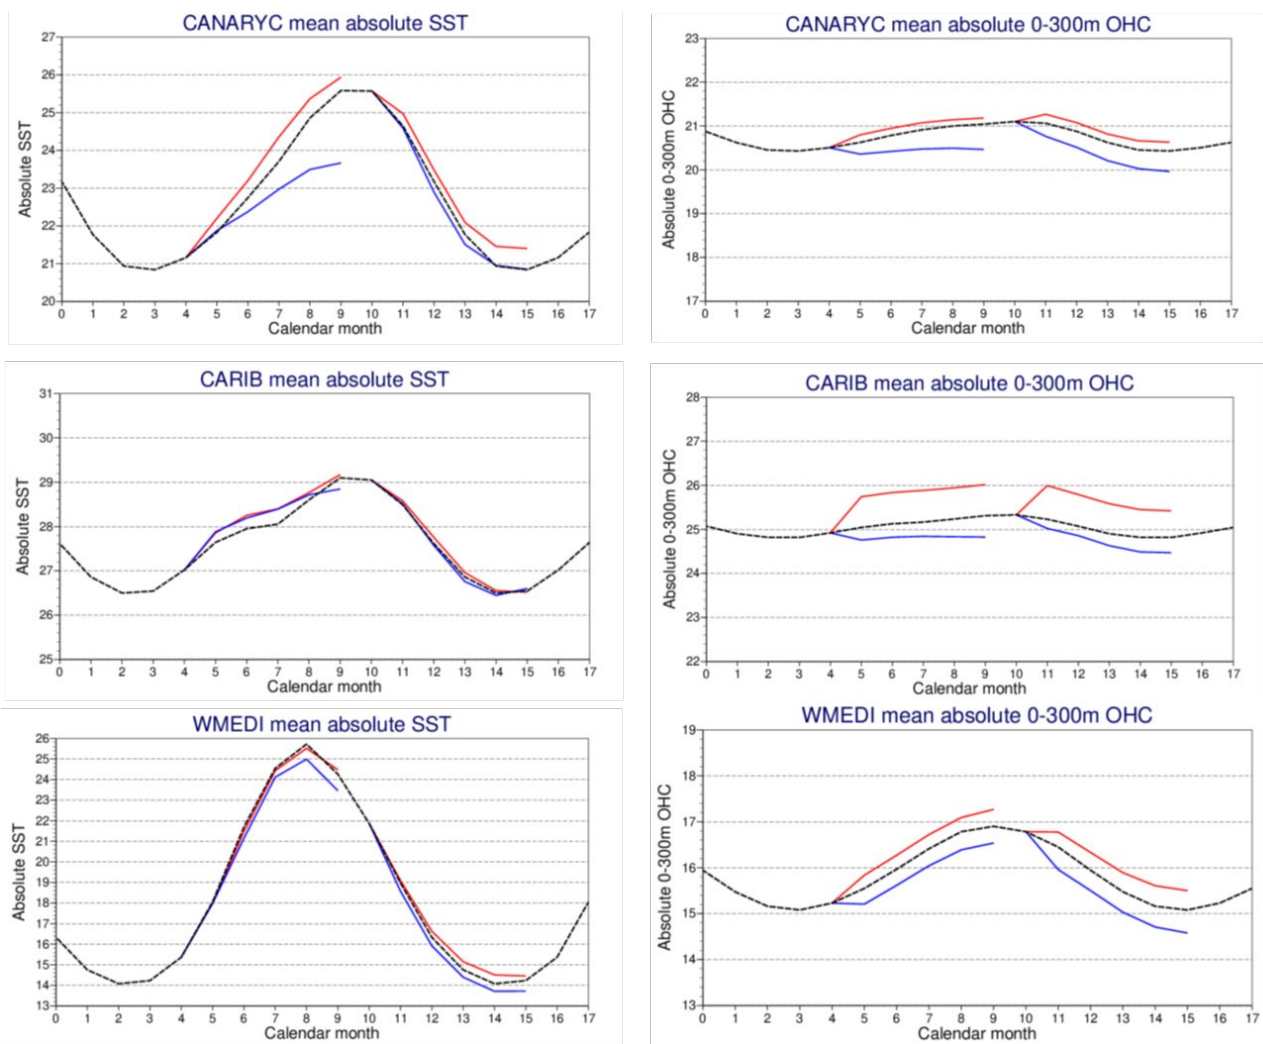 CANARYC mean absolute SST
27
26
25
24
23
22
21
20
Absolute SST
0 1 2 3 4 5 6 7 8 9 10 11 12 13 14 15 16 17
Calendar month
CANARYC mean absolute 0-300m OHC
23
22
21
20
19
18
17
Absolute 0-300m OHC
0 1 2 3 4 5 6 7 8 9 10 11 12 13 14 15 16 17
Calendar month
CARIB mean absolute SST
31
30
29
28
27
26
25
Absolute SST
0 1 2 3 4 5 6 7 8 9 10 11 12 13 14 15 16 17
Calendar month
CARIB mean absolute 0-300m OHC
28
27
26
25
24
23
22
Absolute 0-300m OHC
0 1 2 3 4 5 6 7 8 9 10 11 12 13 14 15 16 17
Calendar month
WMEDI mean absolute SST
26
25
24
23
22
21
20
19
18
17
16
15
14
13
Absolute SST
0 1 2 3 4 5 6 7 8 9 10 11 12 13 14 15 16 17
Calendar month
WMEDI mean absolute 0-300m OHC
19
18
17
16
15
14
13
Absolute 0-300m OHC
0 1 2 3 4 5 6 7 8 9 10 11 12 13 14 15 16 17
Calendar month